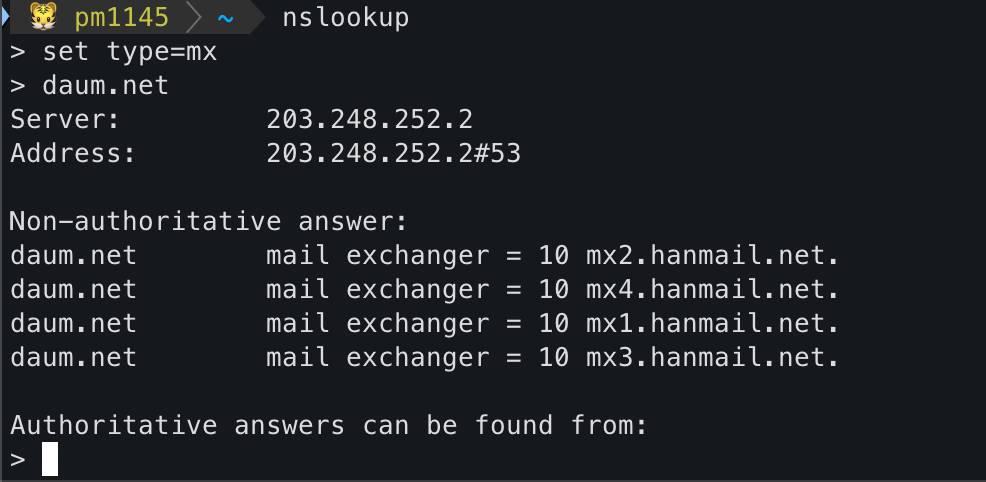 pm1145 ~ nslookup
> set type=mx
> daum.net
Server:		203.248.252.2
Address:	203.248.252.2#53

Non-authoritative answer:
daum.net	mail exchanger = 10 mx2.hanmail.net.
daum.net	mail exchanger = 10 mx4.hanmail.net.
daum.net	mail exchanger = 10 mx1.hanmail.net.
daum.net	mail exchanger = 10 mx3.hanmail.net.

Authoritative answers can be found from:
>